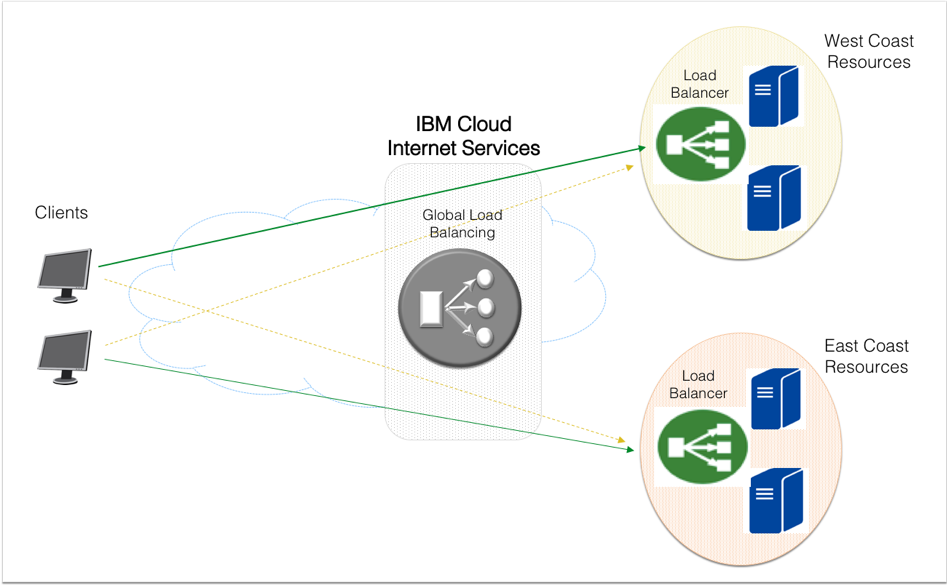 West Coast
Resources
Load
Balancer
IBM Cloud
Internet Services
Clients
Global Load
Balancing
East Coast
Resources
Load
Balancer